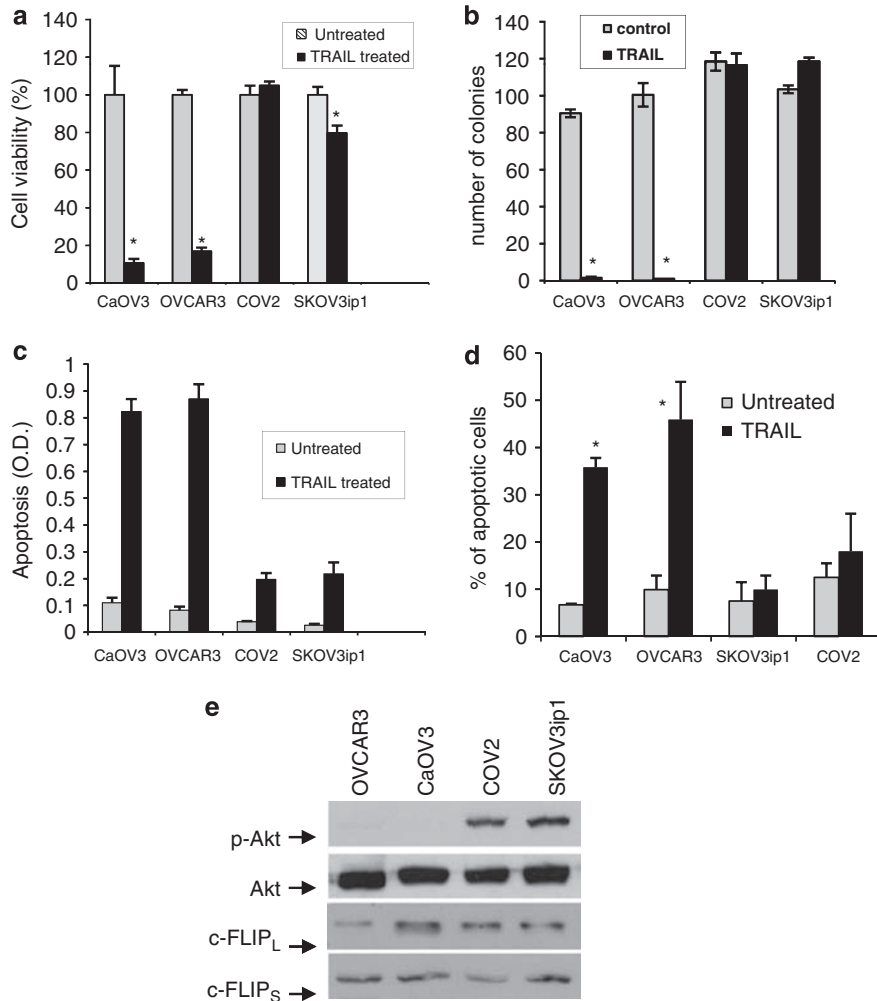 a
140
120
100
80
60
40
20
0
Cell viability (%)
Untreated
TRAIL treated
*
*
*
CaOV3 OVCAR3 COV2 SKOV3ip1
b
140
120
100
80
60
40
20
0
number of colonies
control
TRAIL
*
*
CaOV3 OVCAR3 COV2 SKOV3ip1
c
1
0.9
0.8
0.7
0.6
0.5
0.4
0.3
0.2
0.1
0
Apoptosis (O.D.)
Untreated
TRAIL treated
CaOV3 OVCAR3 COV2 SKOV3ip1
d
60
50
40
30
20
10
0
% of apoptotic cells
Untreated
TRAIL
*
*
CaOV3 OVCAR3 SKOV3ip1 COV2
e
OVCAR3
CaOV3
COV2
SKOV3ip1
p-Akt
Akt
c-FLIPL
c-FLIPS